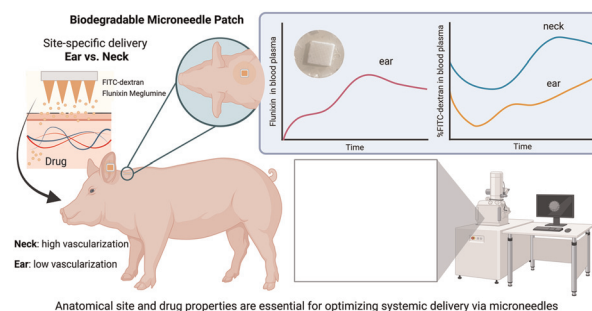 Biodegradable Microneedle Patch
Site-specific delivery
Ear vs. Neck
FITC-dextran
Flunixin Meglumine
Drug
Neck: high vascularization
Ear: low vascularization
Flunixin in blood plasma
ear
Time
%FITC-dextran in blood plasma
neck
ear
Time
Anatomical site and drug properties are essential for optimizing systemic delivery via microneedles